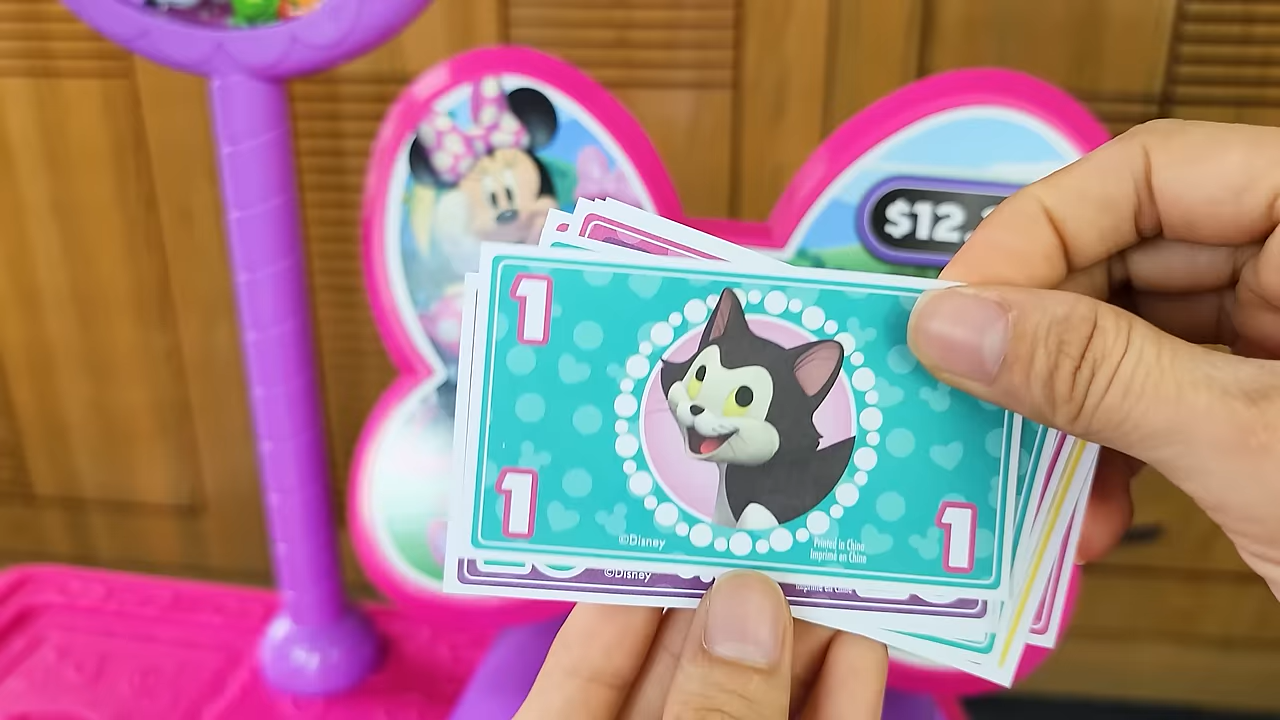 $12.
1
1
1
©Disney
Printed in China
Imprimé en Chine
©Disney